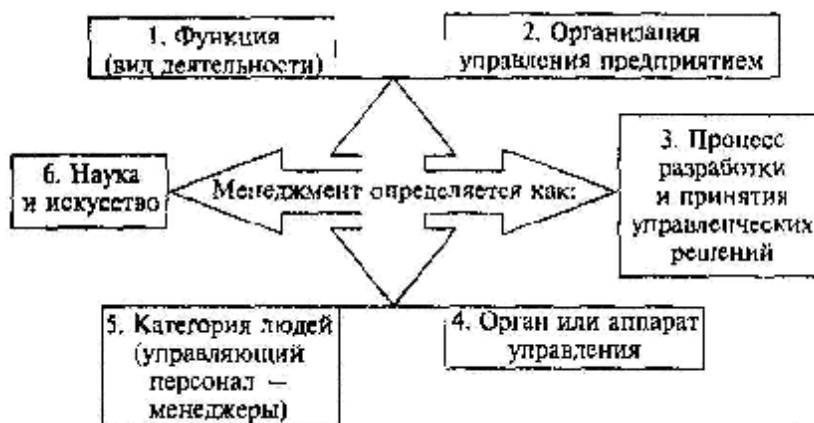 1. Функция
(вид деятельности)
2. Организация
управления предприятием
3. Процесс
разработки
и принятия
управленческих
решений
6. Наука
и искусство
Менеджмент определяется как:
5. Категория людей
(управляющий
персонал —
менеджеры)
4. Орган или аппарат
управления